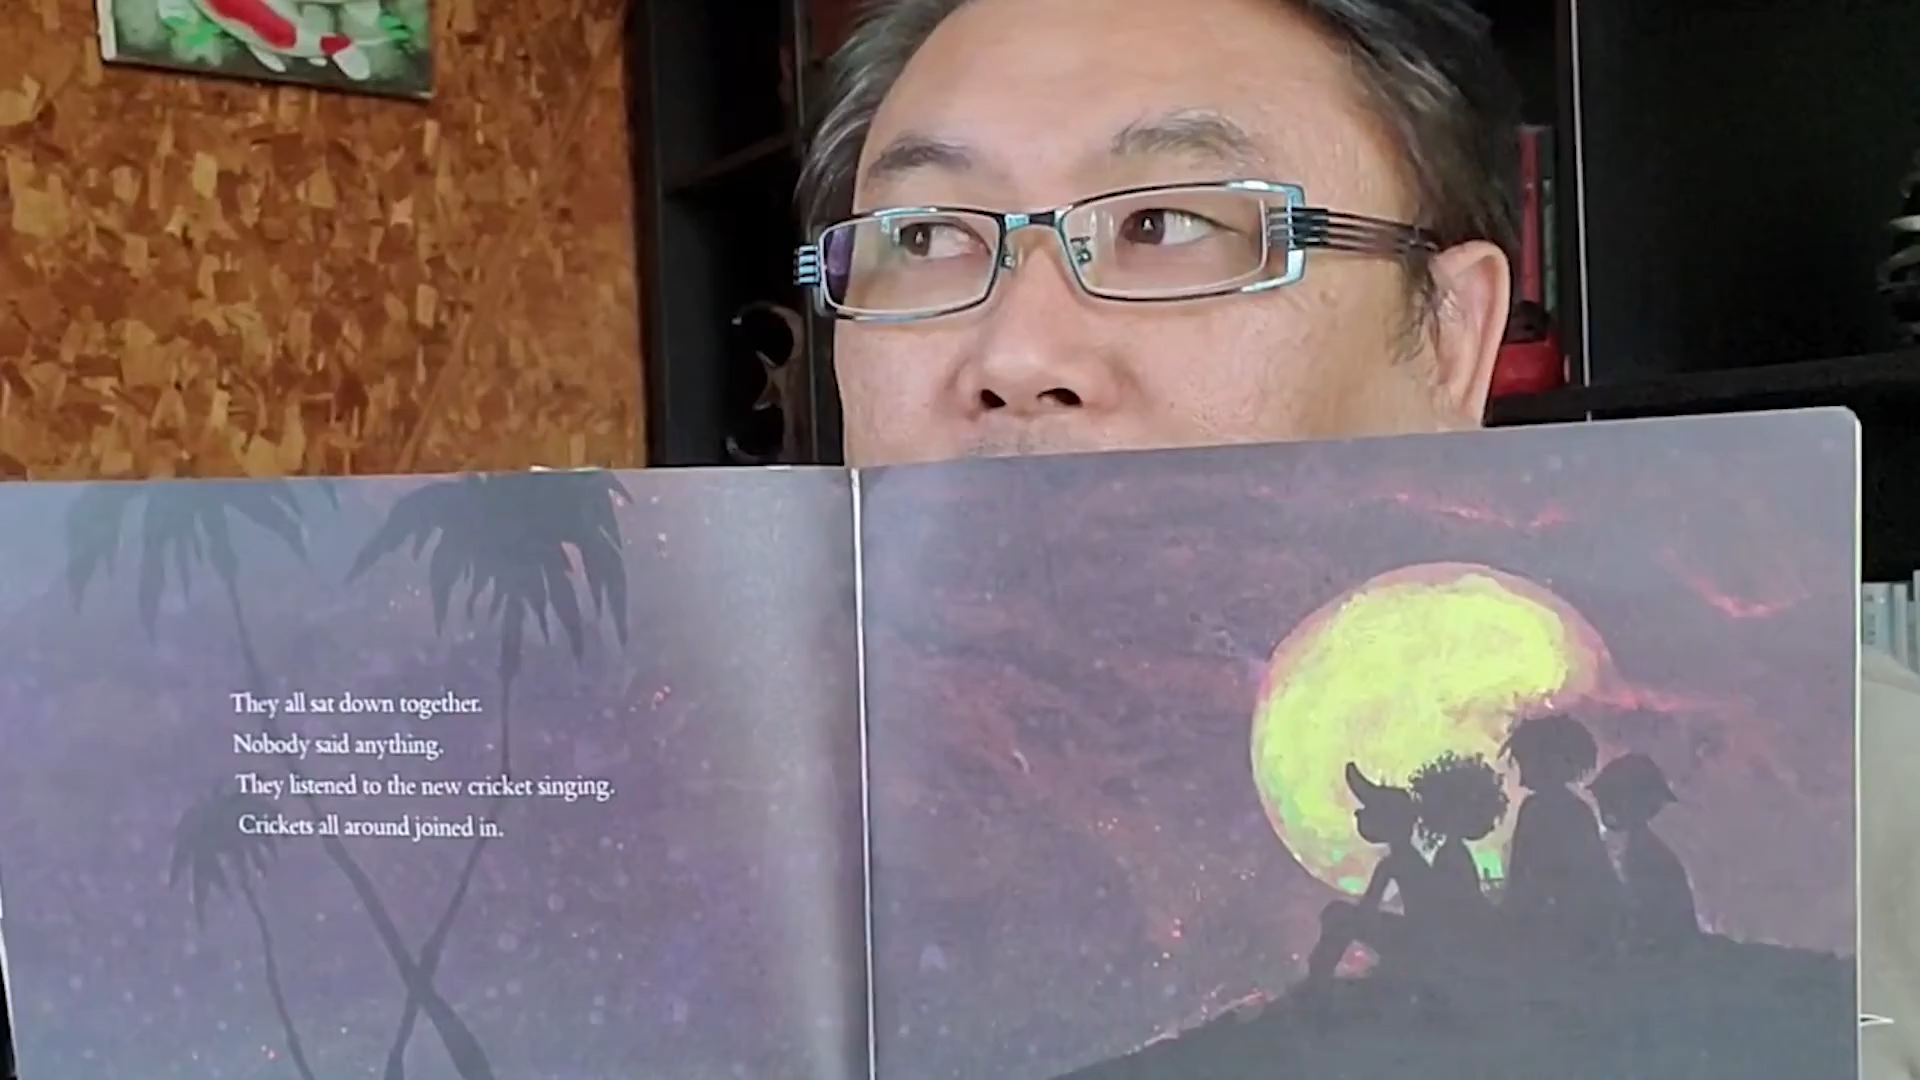 They all sat down together.
Nobody said anything.
They listened to the new cricket singing.
Crickets all around joined in.